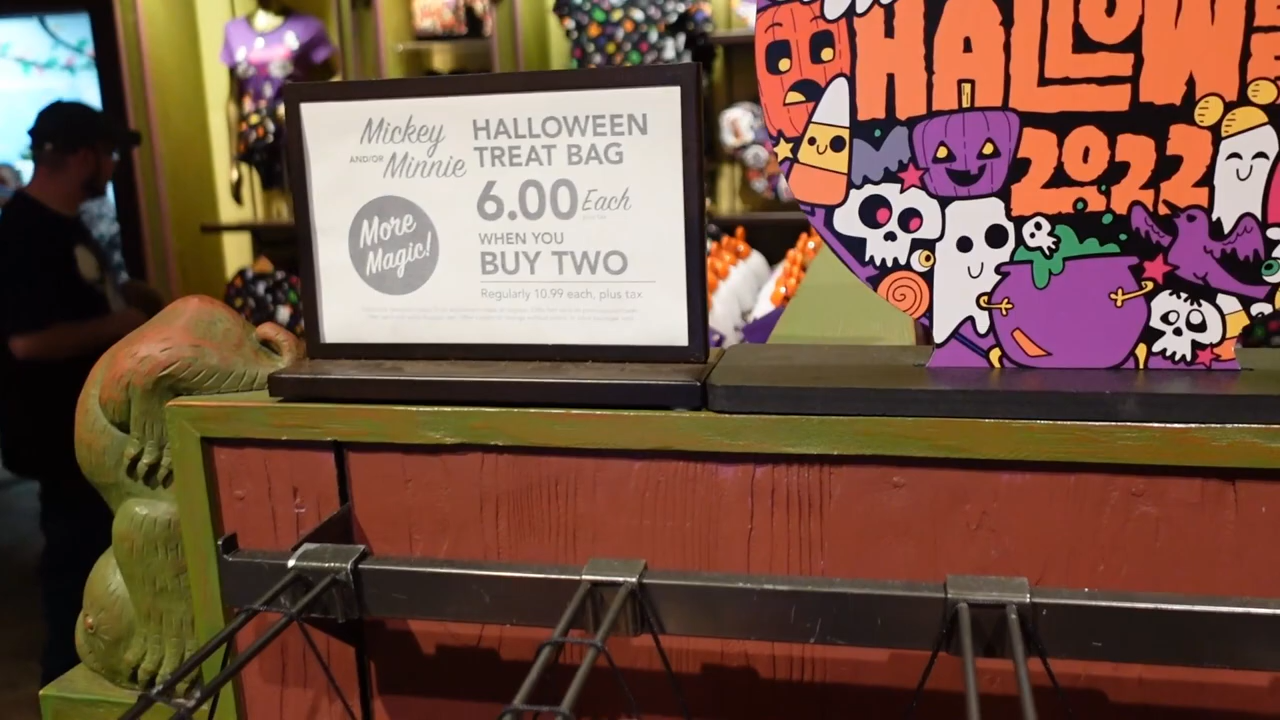 Mickey
AND/OR Minnie
HALLOWEEN
TREAT BAG
6.00 Each
WHEN YOU
BUY TWO
Regularly 10.99 each, plus tax
More
Magic!
2022